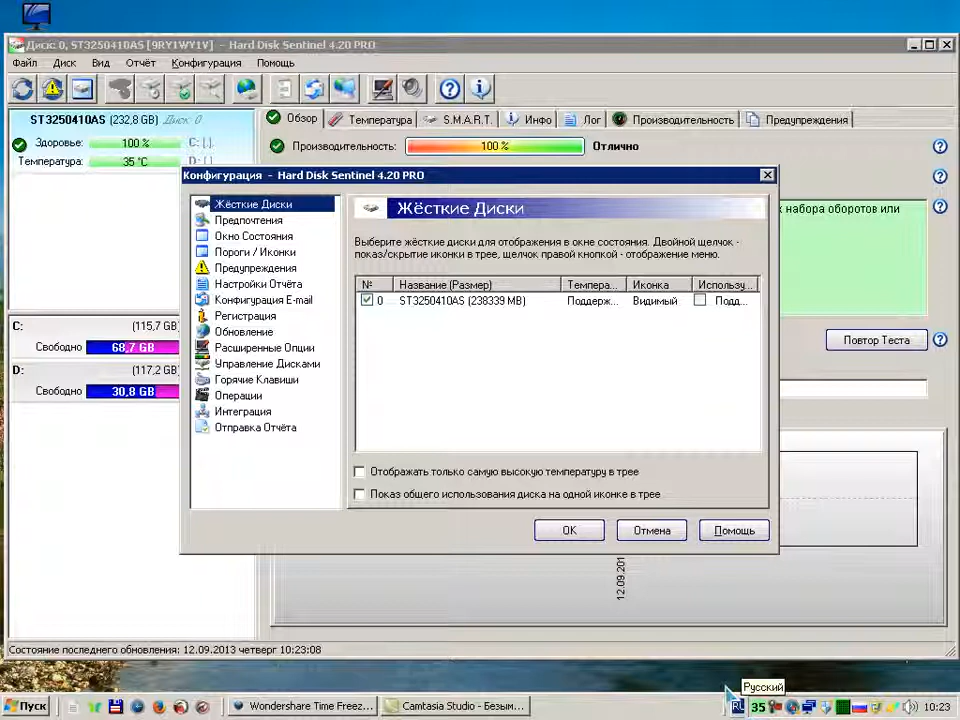 Диск: 0, ST3250410AS [9RY1WY1V] - Hard Disk Sentinel 4.20 PRO
Файл Диск Вид Отчёт Конфигурация Помощь
ST3250410AS (232,8 GB) Диск: 0
Здоровье: 100 % C: [ ],
Температура: 35 °C D: [ ]
Обзор Температура S.M.A.R.T. Инфо Лог Производительность Предупреждения
Производительность: 100 % Отлично
набора оборотов или
Повтор Теста
C: (115,7 GB
Свободно 68,7 GB
D: (117,2 GB
Свободно 30,8 GB
Конфигурация - Hard Disk Sentinel 4.20 PRO
Жёсткие Диски
Предпочтения
Окно Состояния
Пороги / Иконки
Предупреждения
Настройки Отчёта
Конфигурация E-mail
Регистрация
Обновление
Расширенные Опции
Управление Дисками
Горячие Клавиши
Операции
Интеграция
Отправка Отчёта
Жёсткие Диски
Выберите жёсткие диски для отображения в окне состояния. Двойной щелчок -
показ/скрытие иконки в трее, щелчок правой кнопкой - отображение меню.
№ Название (Размер) Темпера... Иконка Использу...
0 ST3250410AS (238339 MB) Поддерж... Видимый Подд...
Отображать только самую высокую температуру в трее
Показ общего использования диска на одной иконке в трее
OK Отмена Помощь
12.09.201
Состояние последнего обновления: 12.09.2013 четверг 10:23:08
Русский
Пуск Wondershare Time Freez... Camtasia Studio - Безым... RU 35 10:23